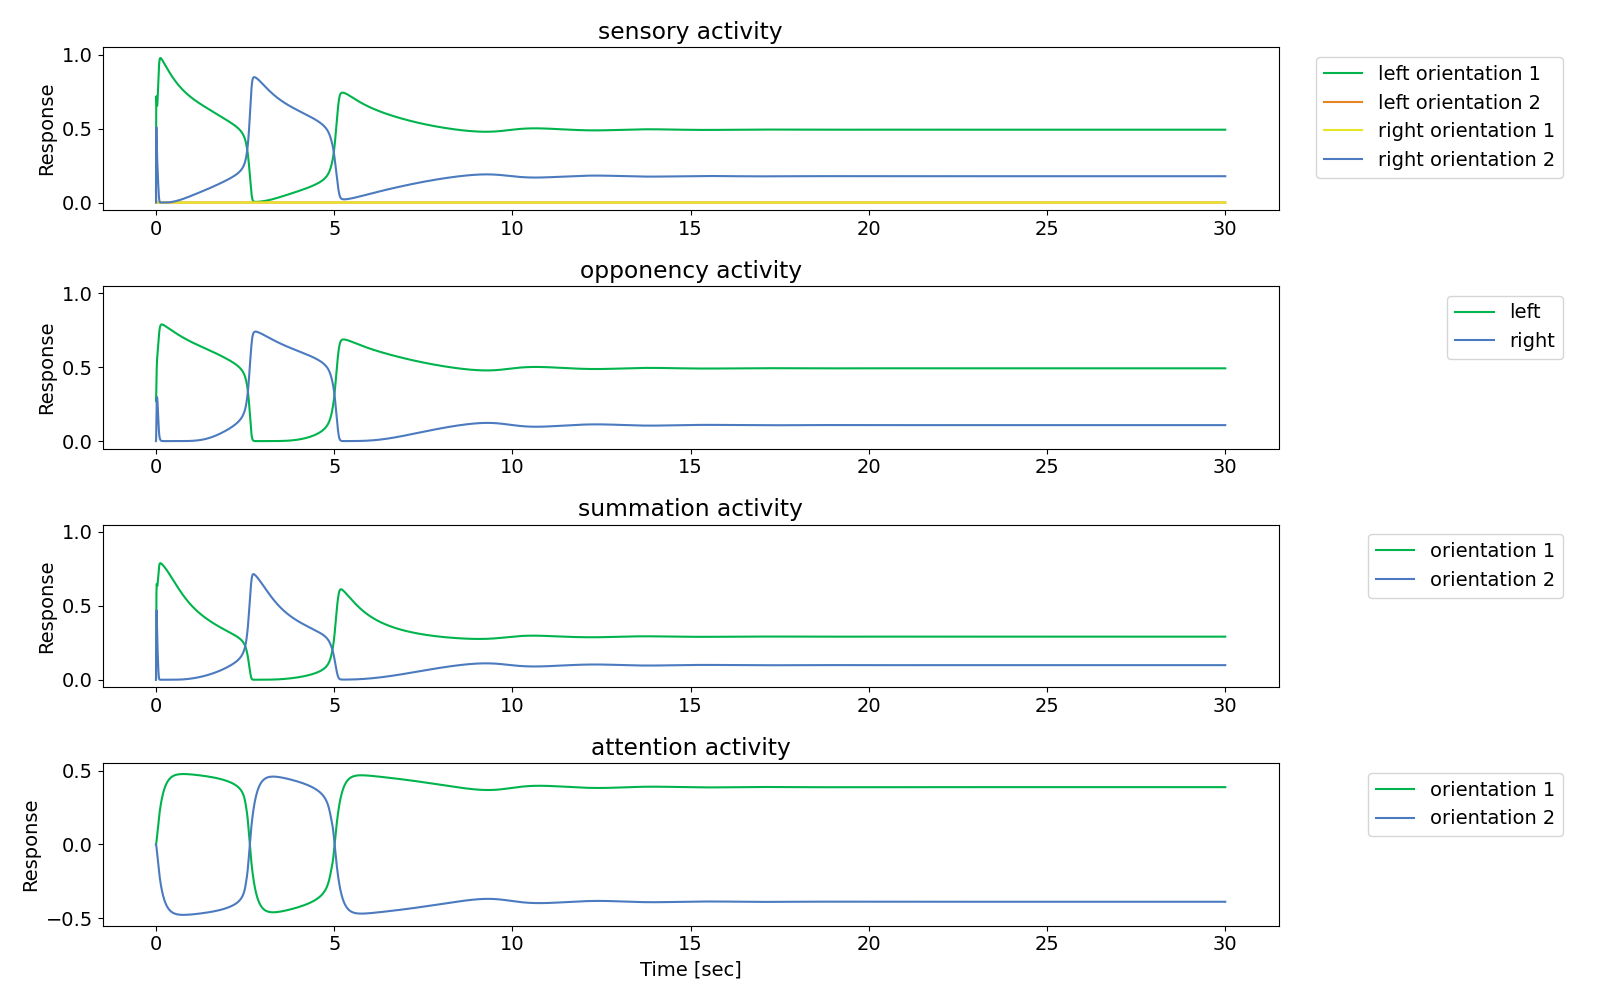 sensory activity
Response
1.0
0.5
0.0
0 5 10 15 20 25 30
left orientation 1
left orientation 2
right orientation 1
right orientation 2
opponency activity
Response
1.0
0.5
0.0
0 5 10 15 20 25 30
left
right
summation activity
Response
1.0
0.5
0.0
0 5 10 15 20 25 30
orientation 1
orientation 2
attention activity
Response
0.5
0.0
−0.5
0 5 10 15 20 25 30
Time [sec]
orientation 1
orientation 2